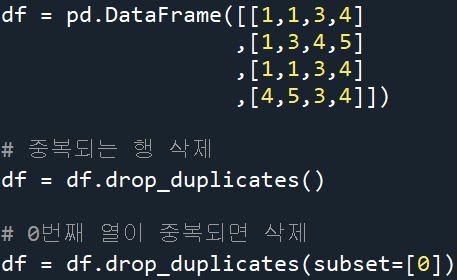 df = pd.DataFrame([[1,1,3,4]
,[1,3,4,5]
,[1,1,3,4]
,[4,5,3,4]])
# 중복되는 행 삭제
df = df.drop_duplicates()
# 0번째 열이 중복되면 삭제
df = df.drop_duplicates(subset=[0])